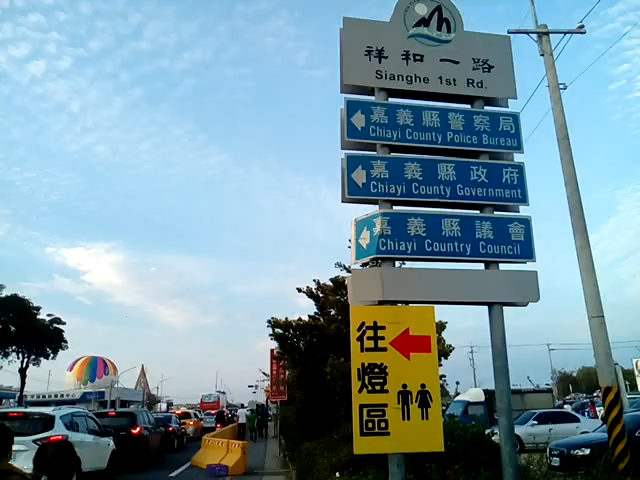 祥和一路
Sianghe 1st Rd.
嘉義縣警察局
Chiayi County Police Bureau
嘉義縣政府
Chiayi County Government
嘉義縣議會
Chiayi Country Council
往燈區